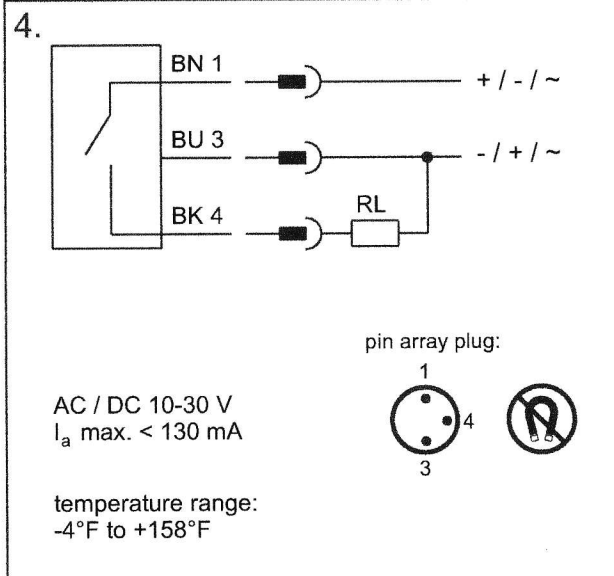 4.
BN 1
+ / - / ~
BU 3
- / + / ~
BK 4
RL
pin array plug:
1
4
3
AC / DC 10-30 V
Ia max. < 130 mA
temperature range:
-4°F to +158°F